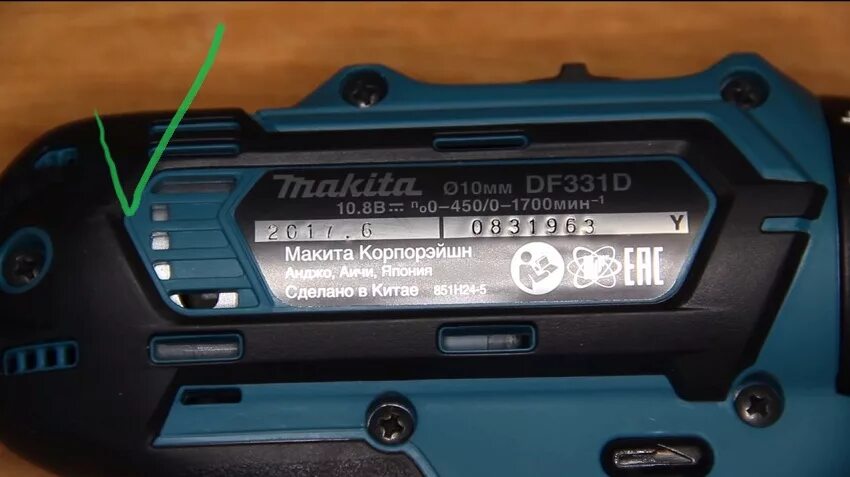 makita Ø10мм DF331D
10.8В⎓ n₀0-450/0-1700мин⁻¹
2017.6 0831963 Y
Макита Корпорэйшн
Анджо, Аичи, Япония
Сделано в Китае 851H24-5
EAC